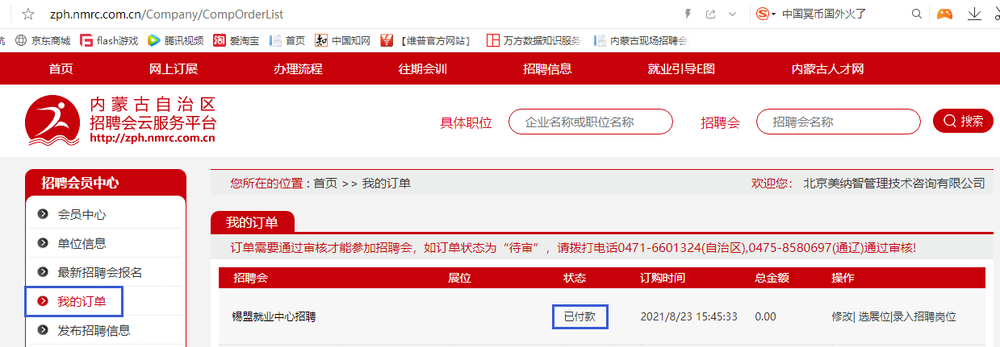 zph.nmrc.com.cn/Company/CompOrderList
中国冥币国外火了
京东商城 flash游戏 腾讯视频 爱淘宝 首页 中国知网 【维普官方网站】 万方数据知识服务 内蒙古现场招聘会
首页 网上订展 办理流程 往期会训 招聘信息 就业引导E图 内蒙古人才网
内蒙古自治区
招聘会云服务平台
http://zph.nmrc.com.cn
具体职位 企业名称或职位名称 招聘会 招聘会名称 搜索
招聘会员中心
会员中心
单位信息
最新招聘会报名
我的订单
发布招聘信息
您所在的位置 : 首页 >> 我的订单 欢迎您： 北京美纳智管理技术咨询有限公司
我的订单
订单需要通过审核才能参加招聘会，如订单状态为“待审”，请拨打电话0471-6601324(自治区),0475-8580697(通辽)通过审核!
招聘会 展位 状态 订购时间 总金额 操作
锡盟就业中心招聘 已付款 2021/8/23 15:45:33 0.00 修改| 选展位|录入招聘岗位